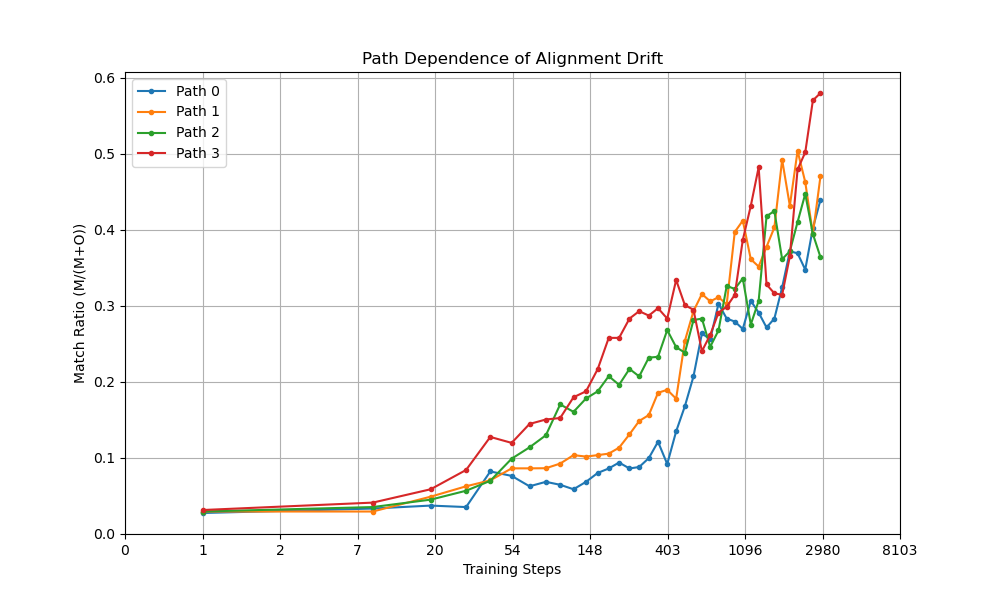 Path Dependence of Alignment Drift
Path 0
Path 1
Path 2
Path 3
Match Ratio (M/(M+O))
0.6
0.5
0.4
0.3
0.2
0.1
0.0
0 1 2 7 20 54 148 403 1096 2980 8103
Training Steps